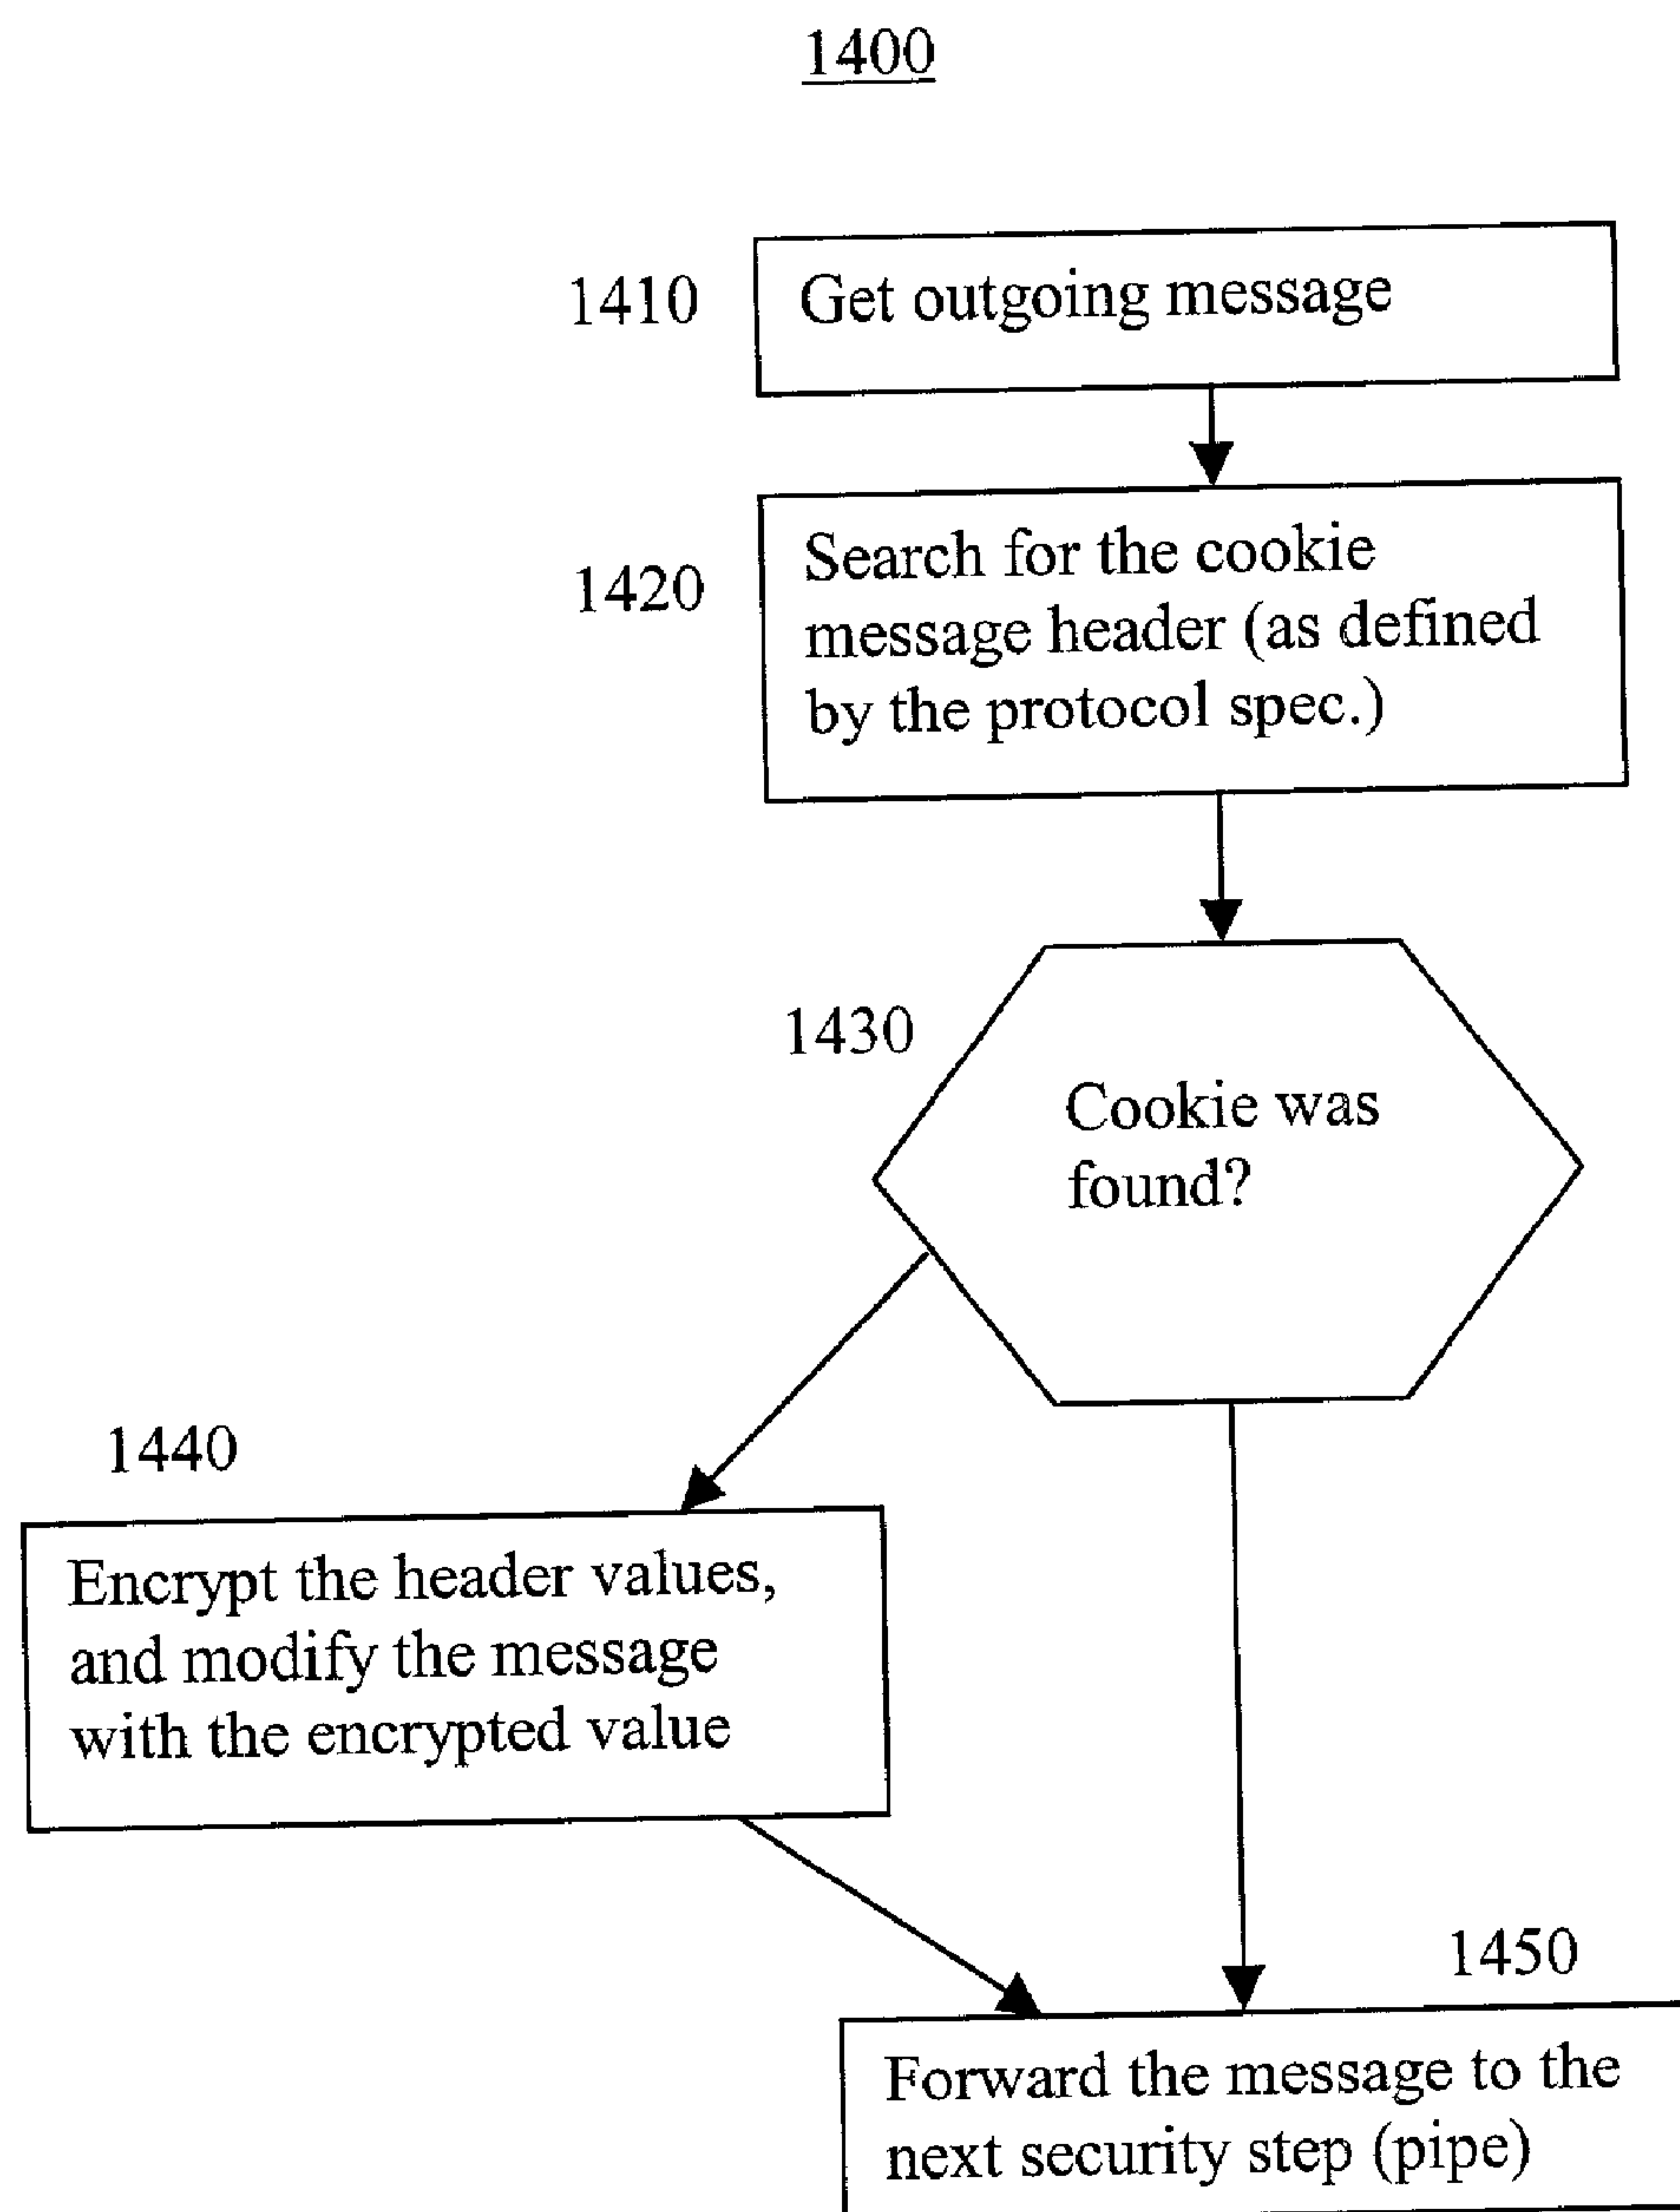 1400
1410
Get outgoing message
1420
Search for the cookie
message header (as defined
by the protocol spec.)
1430
Cookie was
found?
1440
Encrypt the header values,
and modify the message
with the encrypted value
1450
Forward the message to the
next security step (pipe)